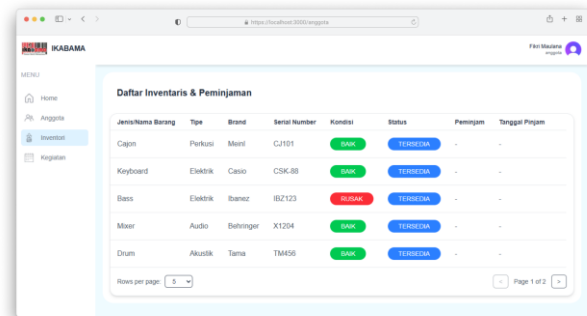 https://localhost:3000/anggota
IKABAMA
Fikri Maulana
anggota
MENU
Home
Anggota
Inventori
Kegiatan
Daftar Inventaris & Peminjaman
Jenis/Nama Barang Tipe Brand Serial Number Kondisi Status Peminjam Tanggal Pinjam
Cajon Perkusi Meinl CJ101 BAIK TERSEDIA - -
Keyboard Elektrik Casio CSK-88 BAIK TERSEDIA - -
Bass Elektrik Ibanez IBZ123 RUSAK TERSEDIA - -
Mixer Audio Behringer X1204 BAIK TERSEDIA - -
Drum Akustik Tama TM456 BAIK TERSEDIA - -
Rows per page: 5 < Page 1 of 2 >